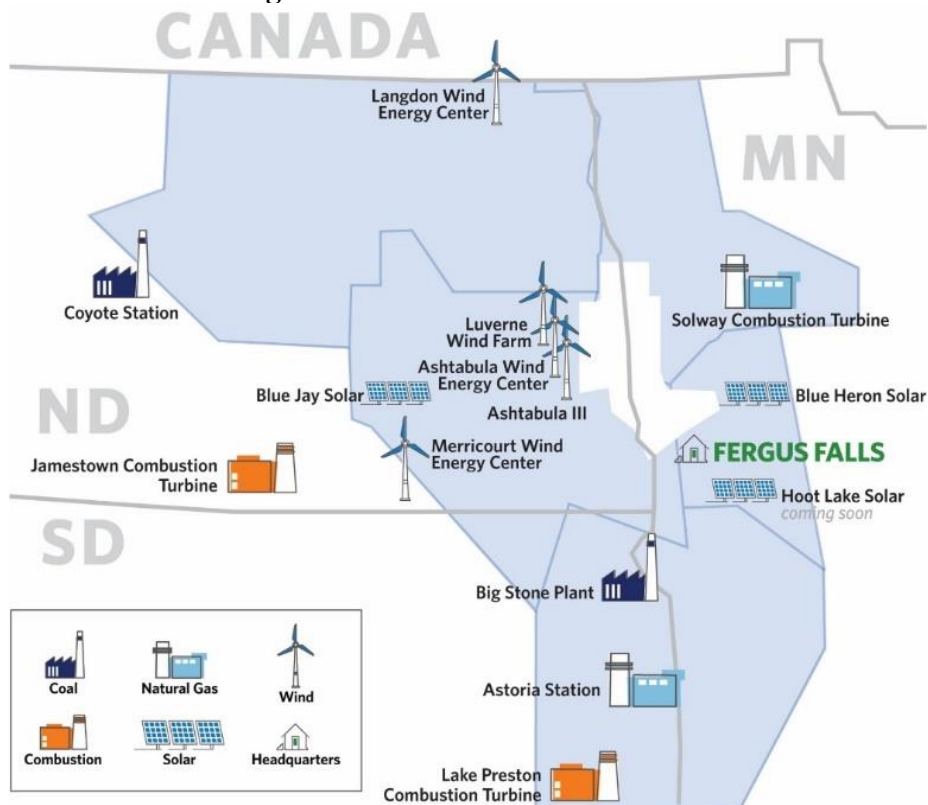 CANADA
Langdon Wind
Energy Center
MN
Coyote Station
Luverne
Wind Farm
Solway Combustion Turbine
Ashtabula Wind
Energy Center
Blue Jay Solar
Ashtabula III
Blue Heron Solar
ND
Merricourt Wind
Energy Center
FERGUS FALLS
Jamestown Combustion
Turbine
Hoot Lake Solar
coming soon
SD
Big Stone Plant
Astoria Station
Lake Preston
Combustion Turbine
Coal
Natural Gas
Wind
Combustion
Solar
Headquarters